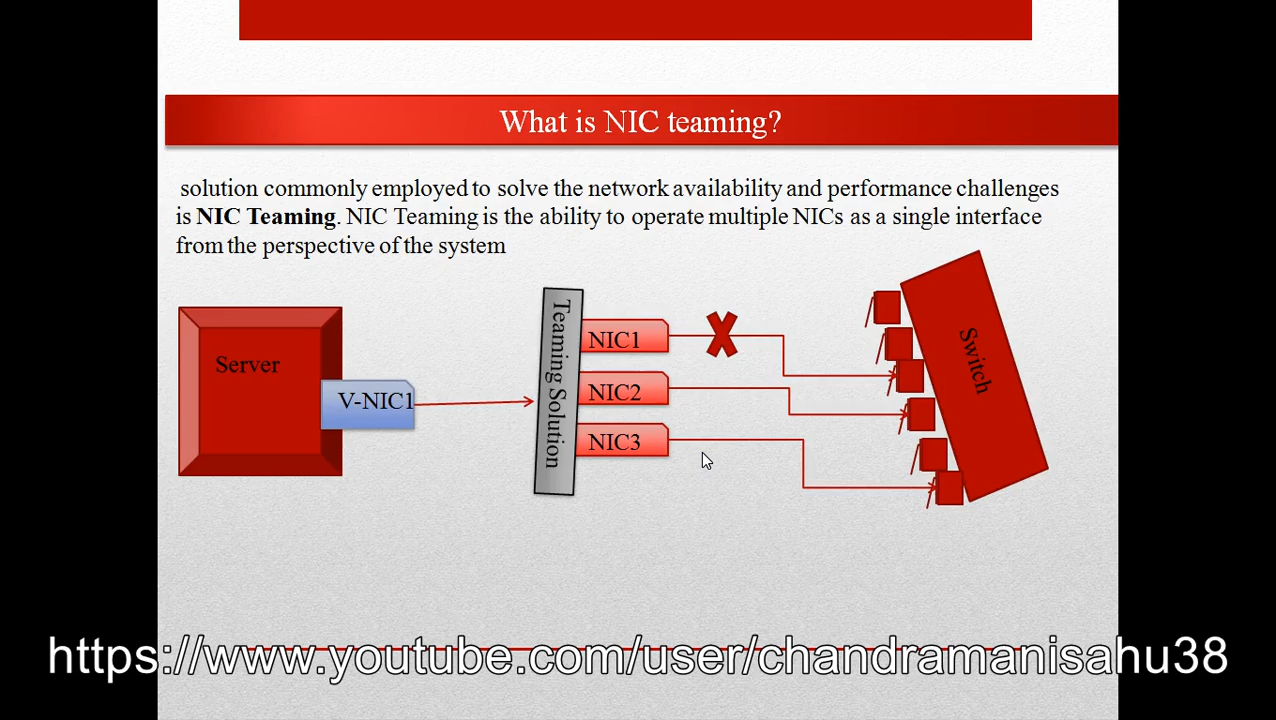 What is NIC teaming?
solution commonly employed to solve the network availability and performance challenges
is NIC Teaming. NIC Teaming is the ability to operate multiple NICs as a single interface
from the perspective of the system
Server
V-NIC1
Teaming Solution
NIC1
NIC2
NIC3
Switch
https://www.youtube.com/user/chandramanisahu38